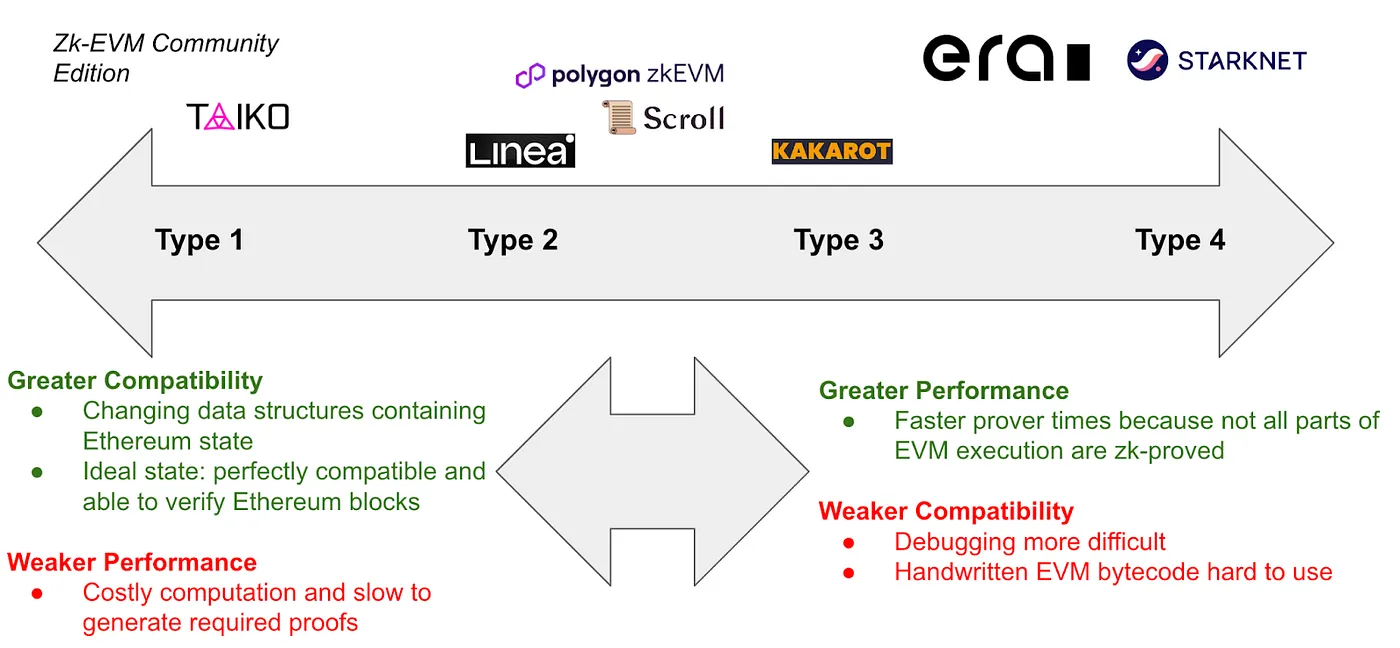 Zk-EVM Community
Edition
TAIKO
polygon zkEVM
Scroll
Linea
KAKAROT
era
STARKNET
Type 1
Type 2
Type 3
Type 4
Greater Compatibility
● Changing data structures containing
Ethereum state
● Ideal state: perfectly compatible and
able to verify Ethereum blocks
Weaker Performance
● Costly computation and slow to
generate required proofs
Greater Performance
● Faster prover times because not all parts of
EVM execution are zk-proved
Weaker Compatibility
● Debugging more difficult
● Handwritten EVM bytecode hard to use